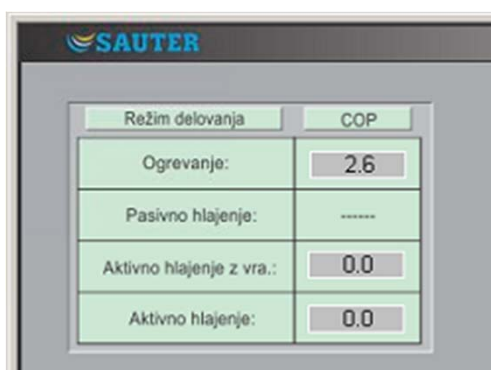 SAUTER
Režim delovanja COP
Ogrevanje: 2.6
Pasivno hlajenje: ------
Aktivno hlajenje z vra.: 0.0
Aktivno hlajenje: 0.0